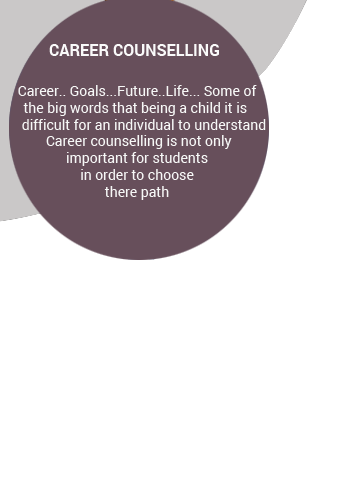 CAREER COUNSELLING
Career.. Goals...Future..Life... Some of
the big words that being a child it is
difficult for an individual to understand
Career counselling is not only
important for students
in order to choose
there path